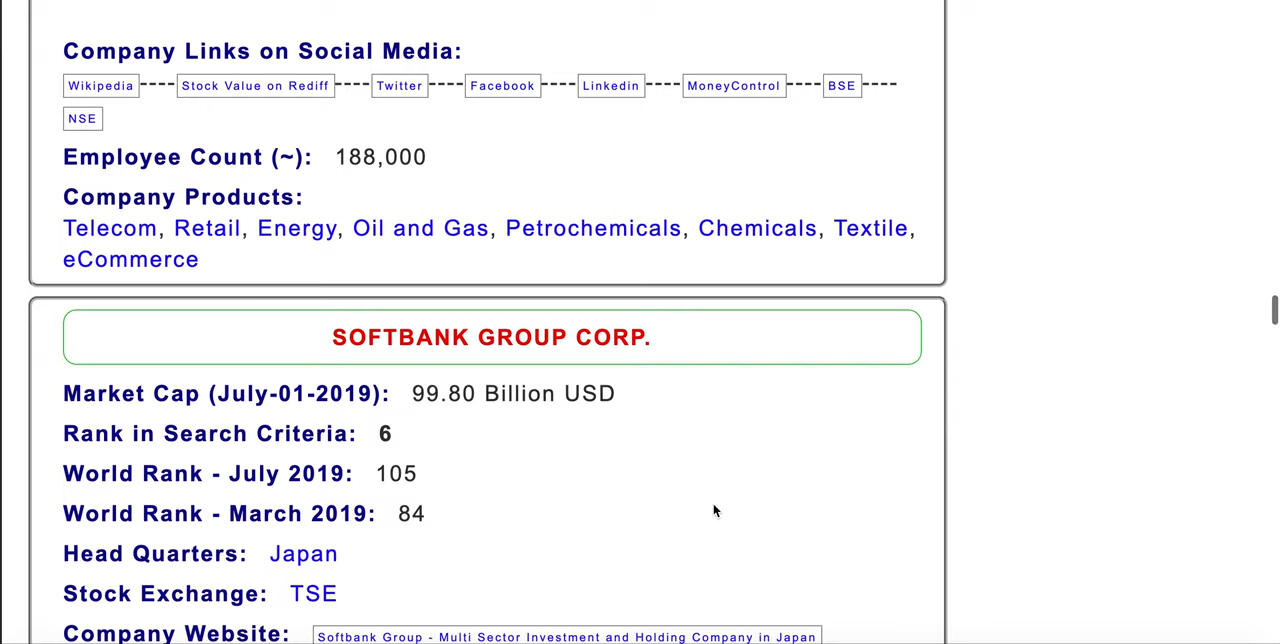 Company Links on Social Media:
Wikipedia---- Stock Value on Rediff---- Twitter---- Facebook---- Linkedin---- MoneyControl---- BSE----
NSE
Employee Count (~): 188,000
Company Products:
Telecom, Retail, Energy, Oil and Gas, Petrochemicals, Chemicals, Textile,
eCommerce
SOFTBANK GROUP CORP.
Market Cap (July-01-2019): 99.80 Billion USD
Rank in Search Criteria: 6
World Rank - July 2019: 105
World Rank - March 2019: 84
Head Quarters: Japan
Stock Exchange: TSE
Company Website: Softbank Group - Multi Sector Investment and Holding Company in Japan